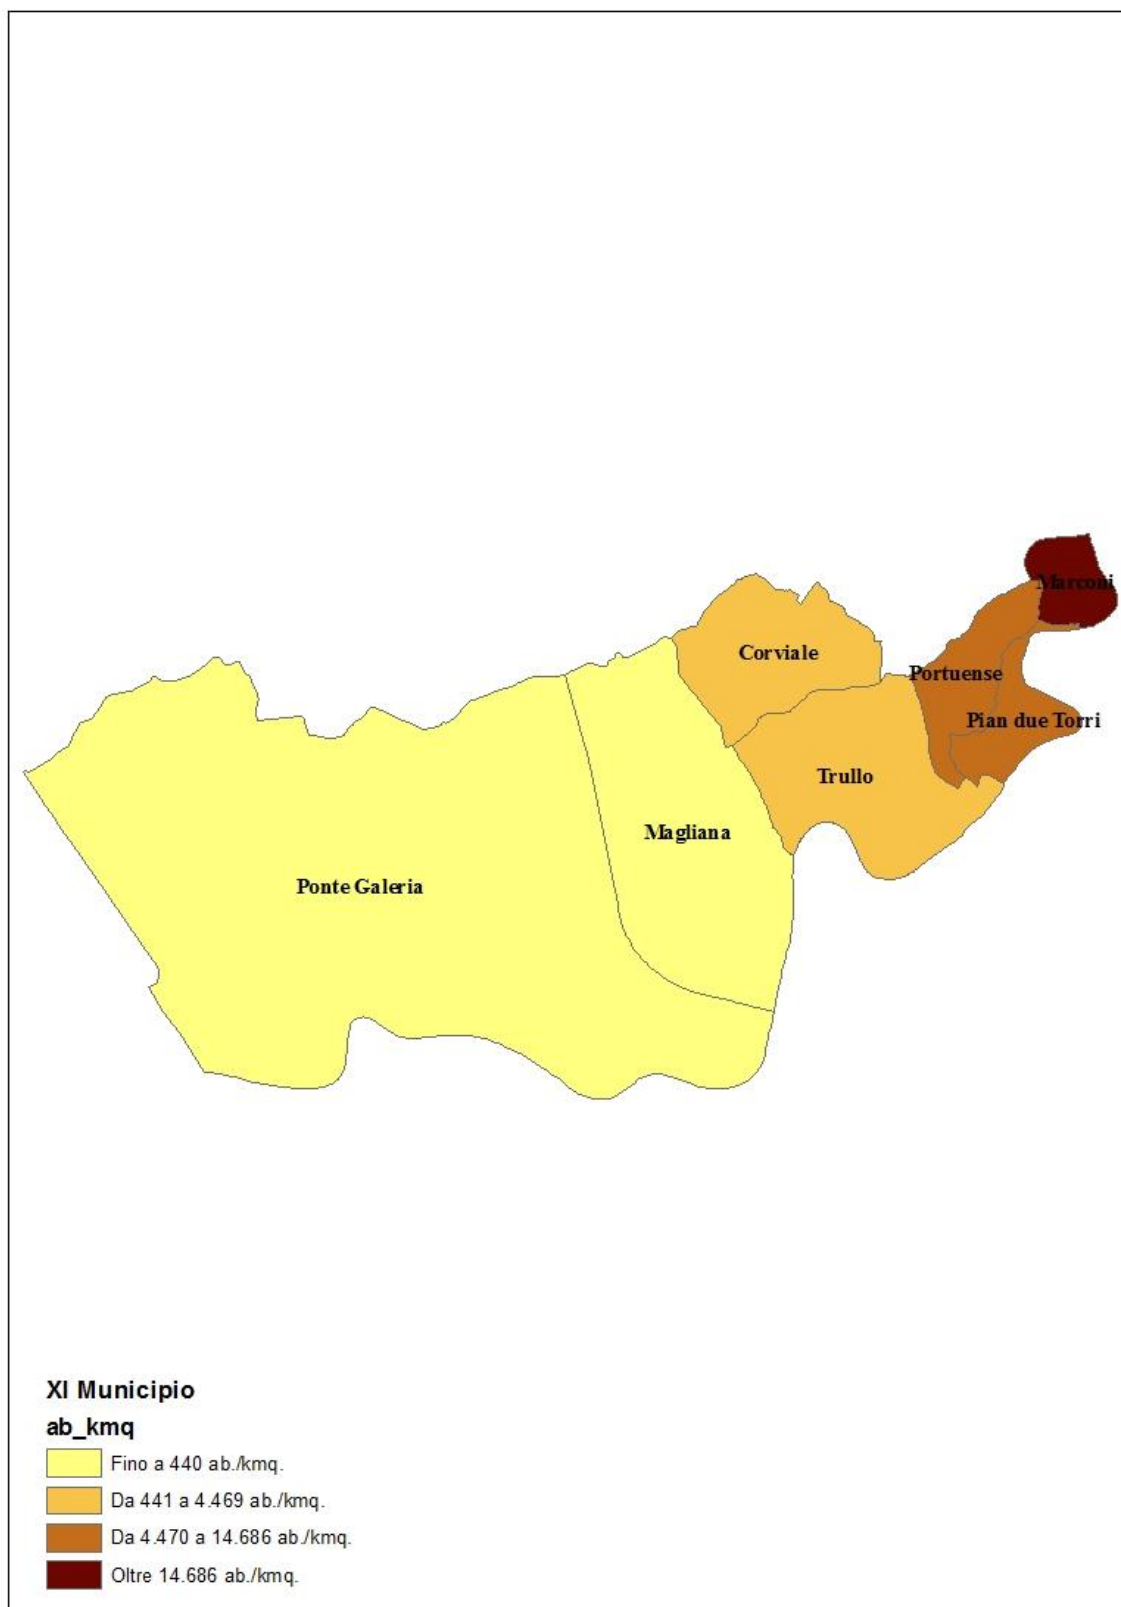 Marconi
Corviale
Portuense
Pian due Torri
Trullo
Magliana
Ponte Galeria
XI Municipio
ab_kmq
Fino a 440 ab./kmq.
Da 441 a 4.469 ab./kmq.
Da 4.470 a 14.686 ab./kmq.
Oltre 14.686 ab./kmq.